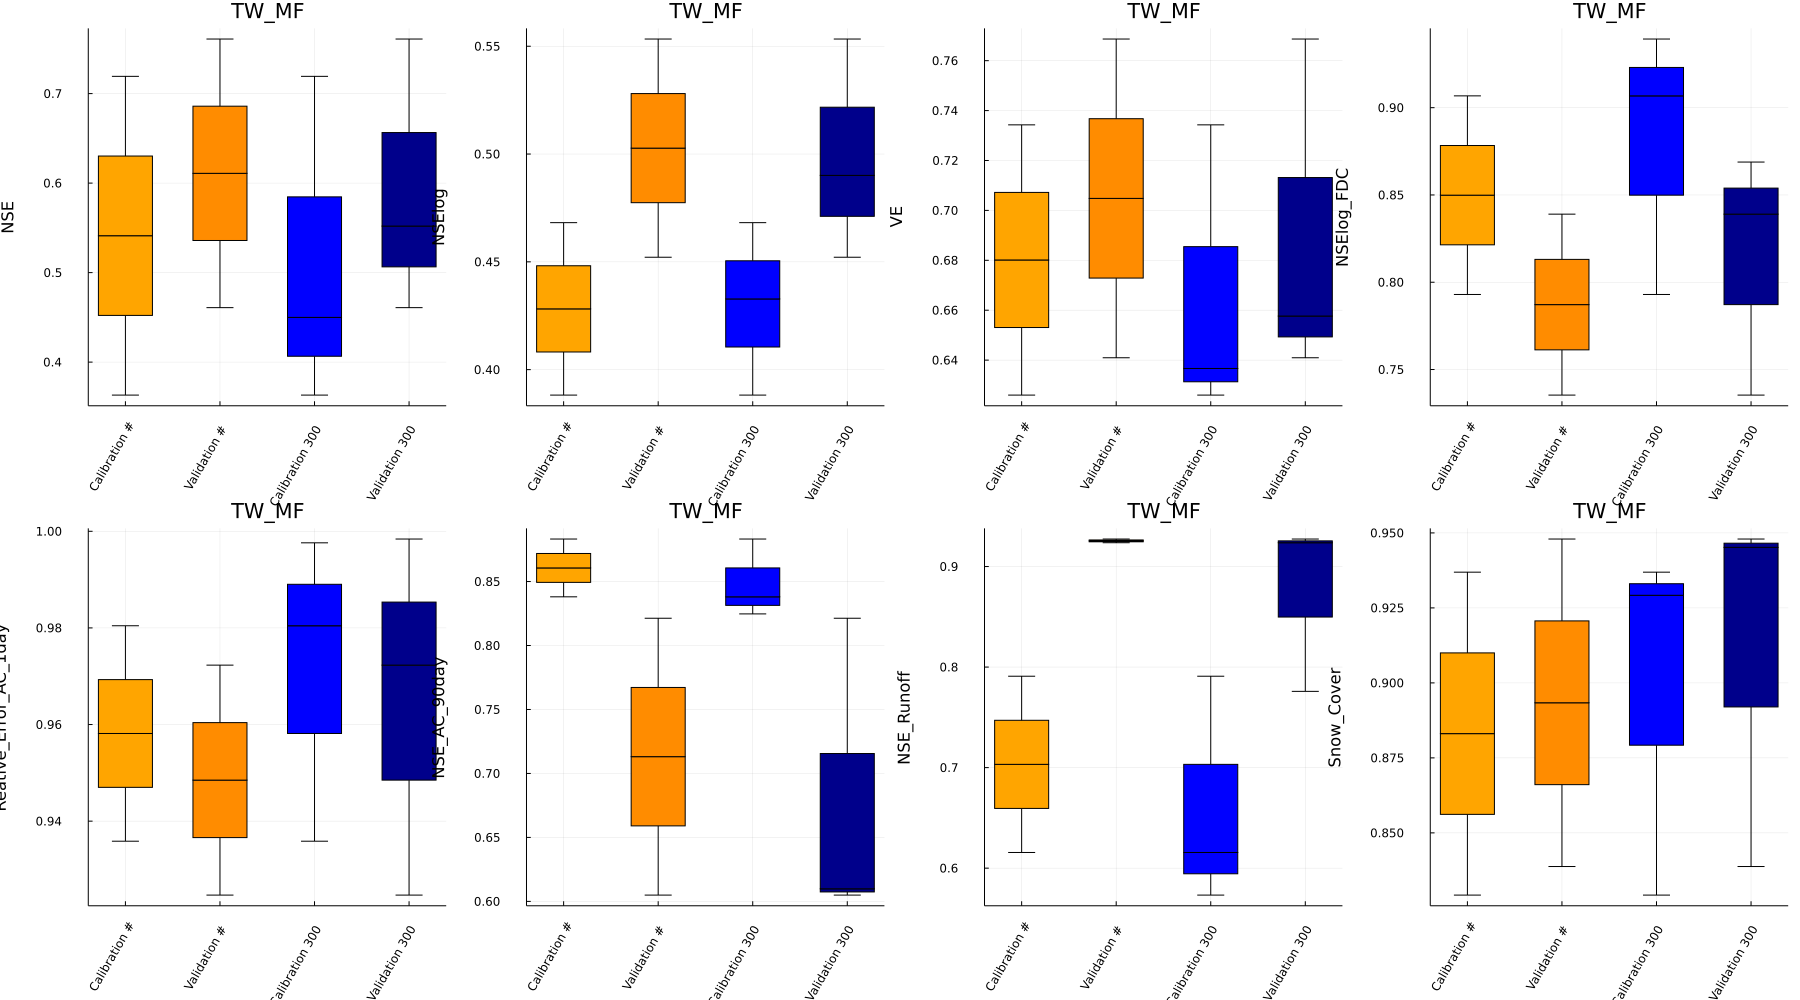 TW_MF
NSE
0.7
0.6
0.5
0.4
Calibration #
Validation #
Calibration 300
Validation 300
TW_MF
NSElog
0.55
0.50
0.45
0.40
Calibration #
Validation #
Calibration 300
Validation 300
TW_MF
VE
0.76
0.74
0.72
0.70
0.68
0.66
0.64
Calibration #
Validation #
Calibration 300
Validation 300
TW_MF
NSElog_FDC
0.90
0.85
0.80
0.75
Calibration #
Validation #
Calibration 300
Validation 300
TW_MF
Reative_Error_AC_1day
1.00
0.98
0.96
0.94
Calibration #
Validation #
Calibration 300
Validation 300
TW_MF
NSE_AC_90day
0.85
0.80
0.75
0.70
0.65
0.60
Calibration #
Validation #
Calibration 300
Validation 300
TW_MF
NSE_Runoff
0.9
0.8
0.7
0.6
Calibration #
Validation #
Calibration 300
Validation 300
TW_MF
Snow_Cover
0.950
0.925
0.900
0.875
0.850
Calibration #
Validation #
Calibration 300
Validation 300